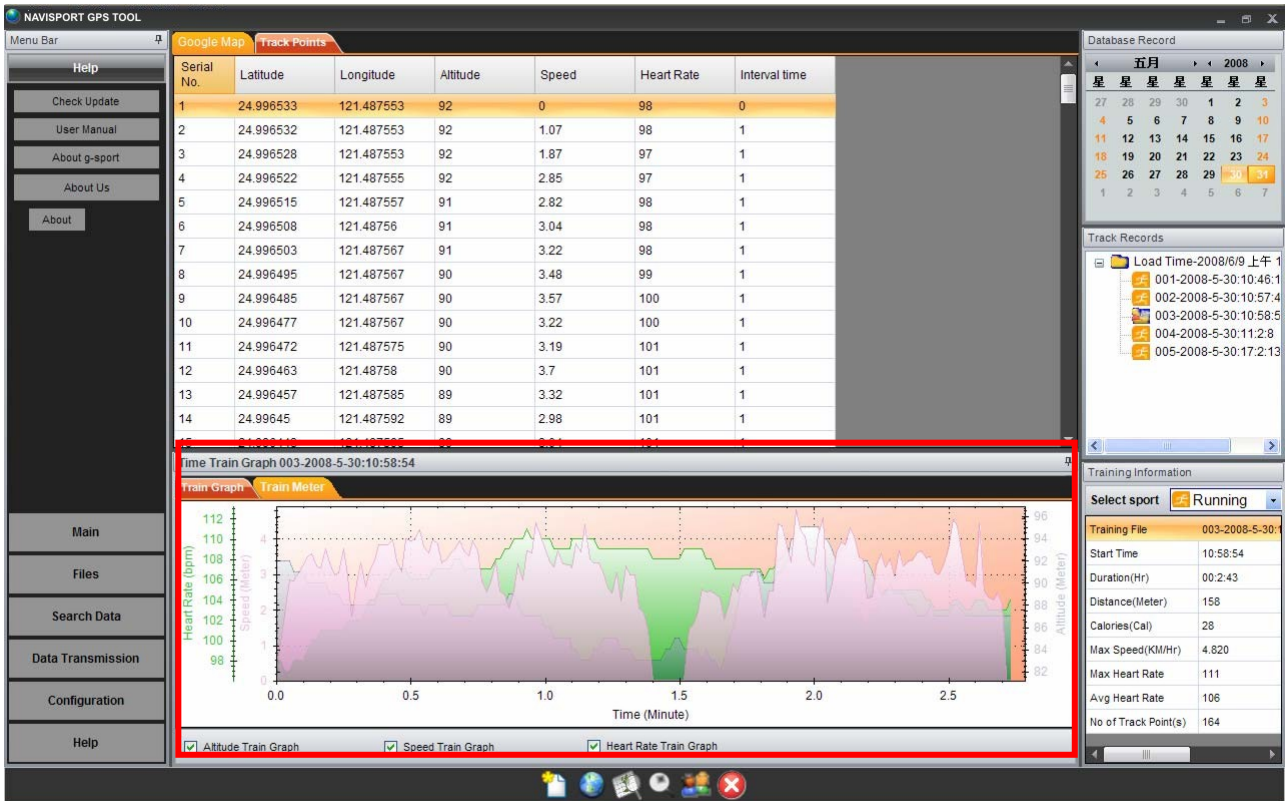 NAVISPORT GPS TOOL
Menu Bar
Help
Check Update
User Manual
About g-sport
About Us
About
Main
Files
Search Data
Data Transmission
Configuration
Help
Google Map Track Points
Serial No. Latitude Longitude Altitude Speed Heart Rate Interval time
1 24.996533 121.487553 92 0 98 0
2 24.996532 121.487553 92 1.07 98 1
3 24.996528 121.487553 92 1.87 97 1
4 24.996522 121.487555 92 2.85 97 1
5 24.996515 121.487557 91 2.82 98 1
6 24.996508 121.48756 91 3.04 98 1
7 24.996503 121.487567 91 3.22 98 1
8 24.996495 121.487567 90 3.48 99 1
9 24.996485 121.487567 90 3.57 100 1
10 24.996477 121.487567 90 3.22 100 1
11 24.996472 121.487575 90 3.19 101 1
12 24.996463 121.48758 90 3.7 101 1
13 24.996457 121.487585 89 3.32 101 1
14 24.99645 121.487592 89 2.98 101 1
Time Train Graph 003-2008-5-30:10:58:54
Train Graph Train Meter
Heart Rate (bpm)
112
110
108
106
104
102
100
98
Speed (Meter)
4
3
2
1
0
96
94
92
90
88
86
84
82
Altitude (Meter)
0.0 0.5 1.0 1.5 2.0 2.5
Time (Minute)
Altitude Train Graph Speed Train Graph Heart Rate Train Graph
Database Record
五月 2008
星 星 星 星 星 星 星
27 28 29 30 1 2 3
4 5 6 7 8 9 10
11 12 13 14 15 16 17
18 19 20 21 22 23 24
25 26 27 28 29 30 31
1 2 3 4 5 6 7
Track Records
Load Time-2008/6/9 上午 1
001-2008-5-30:10:46:1
002-2008-5-30:10:57:4
003-2008-5-30:10:58:5
004-2008-5-30:11:2:8
005-2008-5-30:17:2:13
Training Information
Select sport Running
Training File 003-2008-5-30:1
Start Time 10:58:54
Duration(Hr) 00:2:43
Distance(Meter) 158
Calories(Cal) 28
Max Speed(KM/Hr) 4.820
Max Heart Rate 111
Avg Heart Rate 106
No of Track Point(s) 164